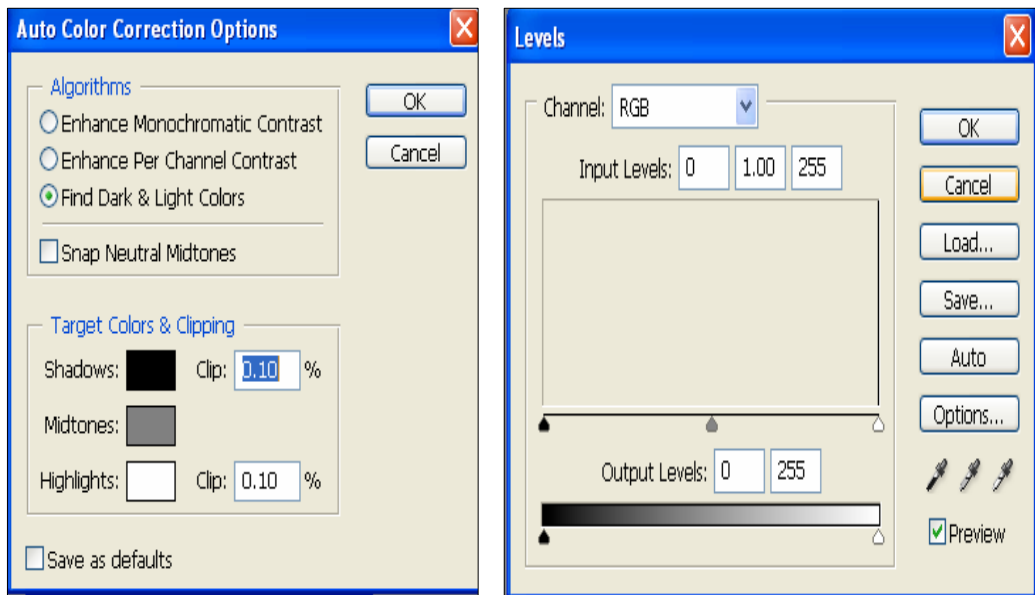 Auto Color Correction Options
Algorithms
Enhance Monochromatic Contrast
Enhance Per Channel Contrast
Find Dark & Light Colors
Snap Neutral Midtones
OK
Cancel
Target Colors & Clipping
Shadows: Clip: 0.10 %
Midtones:
Highlights: Clip: 0.10 %
Save as defaults
Levels
Channel: RGB
Input Levels: 0 1.00 255
Output Levels: 0 255
OK
Cancel
Load...
Save...
Auto
Options...
Preview